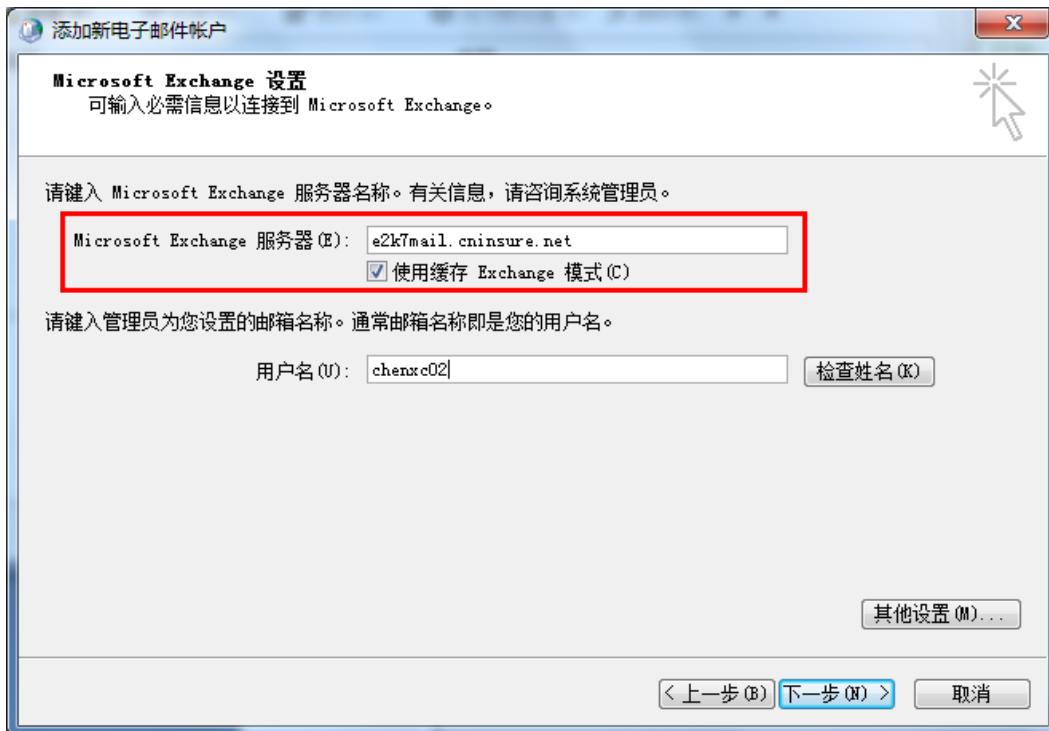 添加新电子邮件帐户
Microsoft Exchange 设置
可输入必需信息以连接到 Microsoft Exchange。
请键入 Microsoft Exchange 服务器名称。有关信息，请咨询系统管理员。
Microsoft Exchange 服务器(E): e2k7mail.cninsure.net
使用缓存 Exchange 模式(C)
请键入管理员为您设置的邮箱名称。通常邮箱名称即是您的用户名。
用户名(U): chenxc02 检查姓名(K)
其他设置(M)...
< 上一步(B) 下一步(N) > 取消